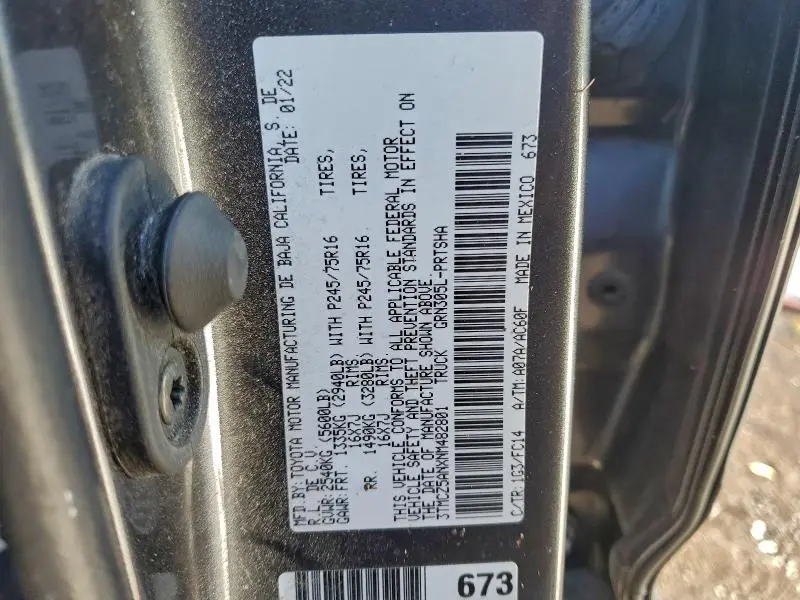 MFD.BY: TOYOTA MOTOR MANUFACTURING DE BAJA CALIFORNIA, S. DE
R.L. DE C.V. DATE: 01/22
GVWR: 2540KG (5600LB)
GAWR: FRT. 1335KG (2940LB) WITH P245/75R16 TIRES,
16X7J RIMS.
RR. 1490KG (3280LB) WITH P245/75R16 TIRES,
16X7J RIMS.
THIS VEHICLE CONFORMS TO ALL APPLICABLE FEDERAL MOTOR
VEHICLE SAFETY AND THEFT PREVENTION STANDARDS IN EFFECT ON
THE DATE OF MANUFACTURE SHOWN ABOVE.
3TMCZ5ANXNM482801 TRUCK GRN305L-PRTSHA
C/TR: 1G3/FC14 A/TM: A07A/AC60F MADE IN MEXICO 673
673